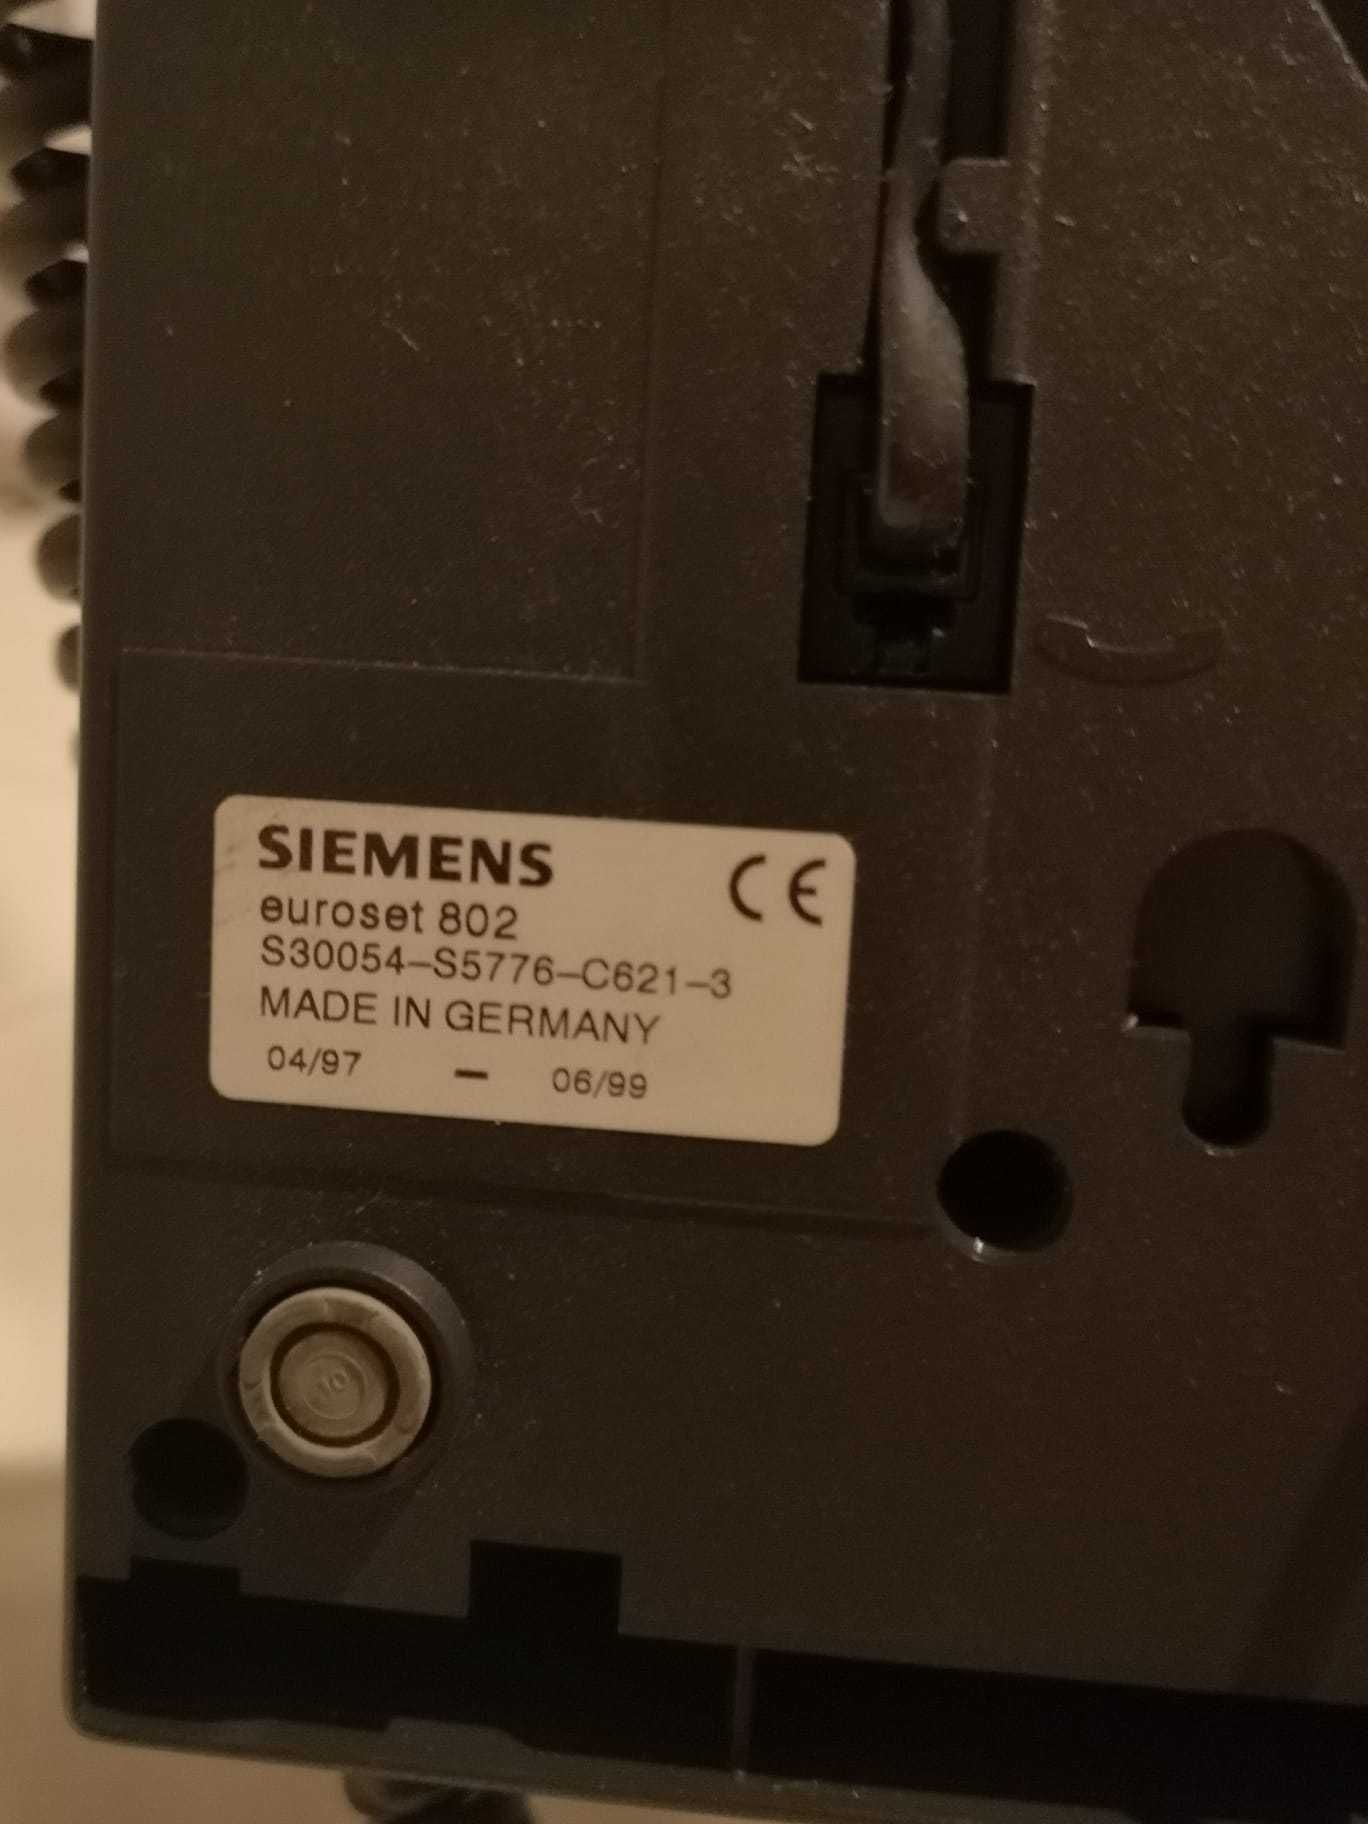 SIEMENS
CE
euroset 802
S30054-S5776-C621-3
MADE IN GERMANY
04/97 – 06/99